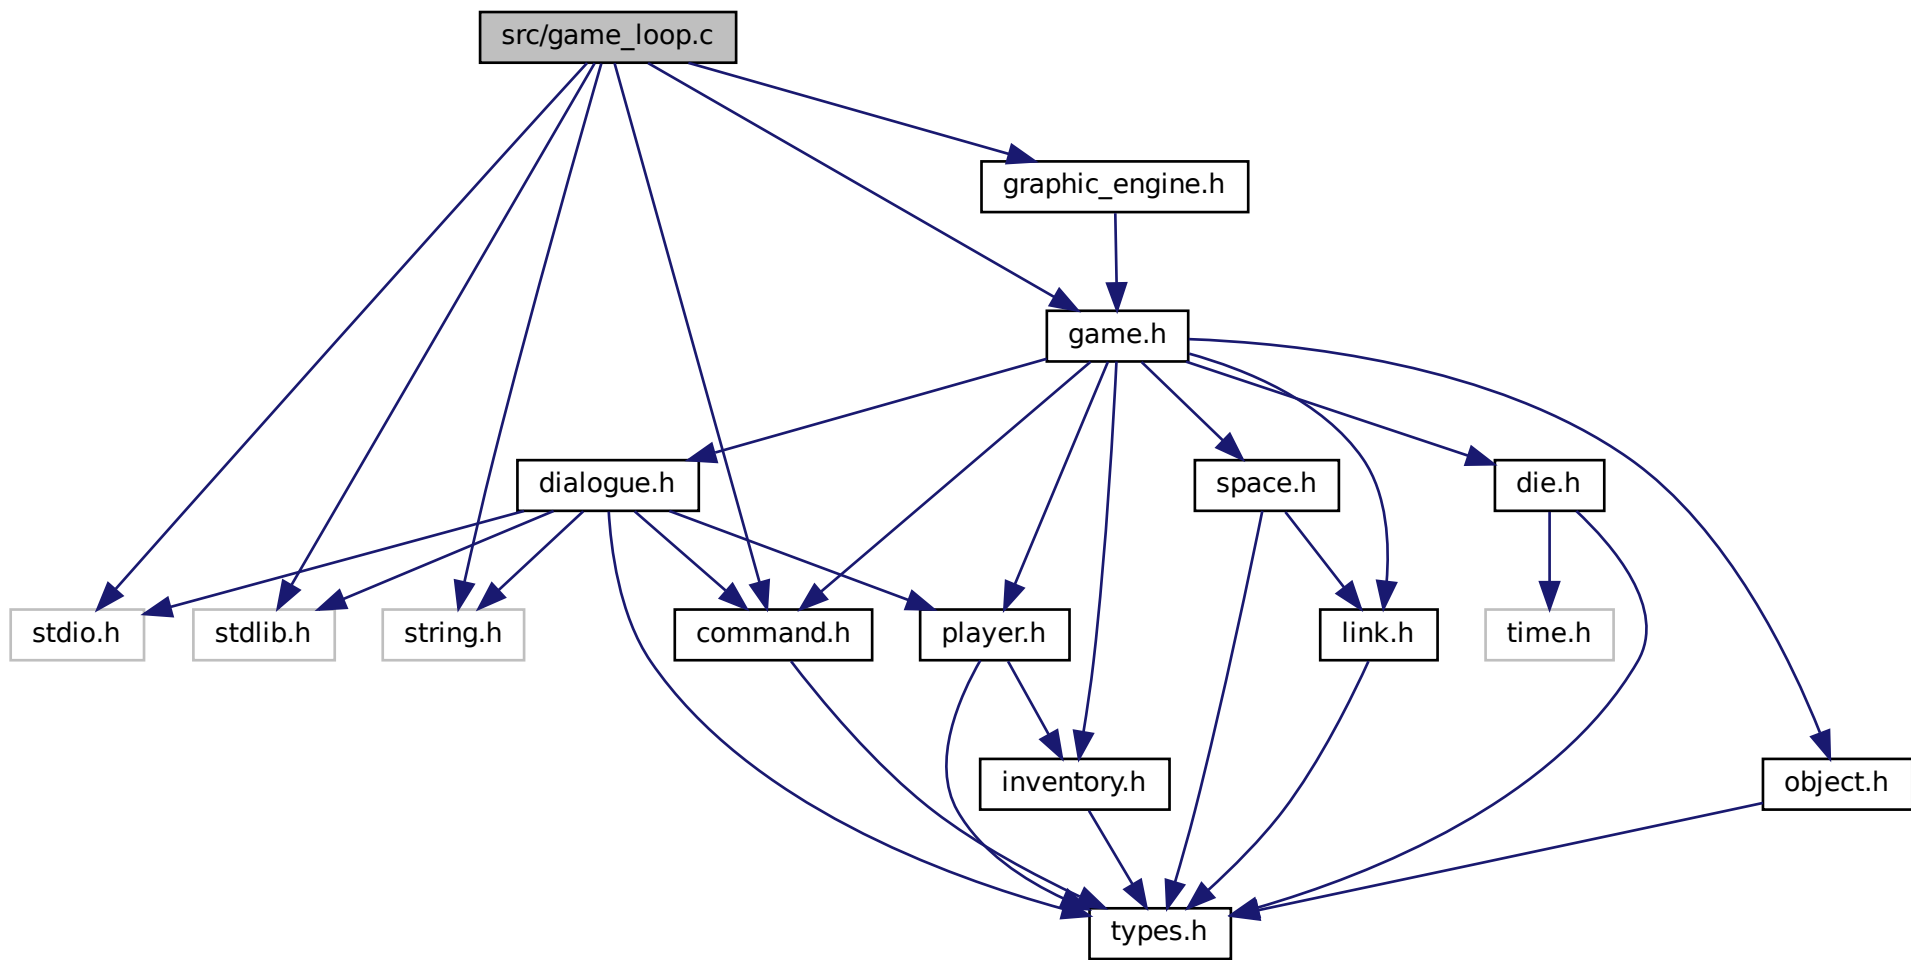 src/game_loop.c
graphic_engine.h
game.h
dialogue.h
space.h
die.h
stdio.h
stdlib.h
string.h
command.h
player.h
link.h
time.h
inventory.h
object.h
types.h